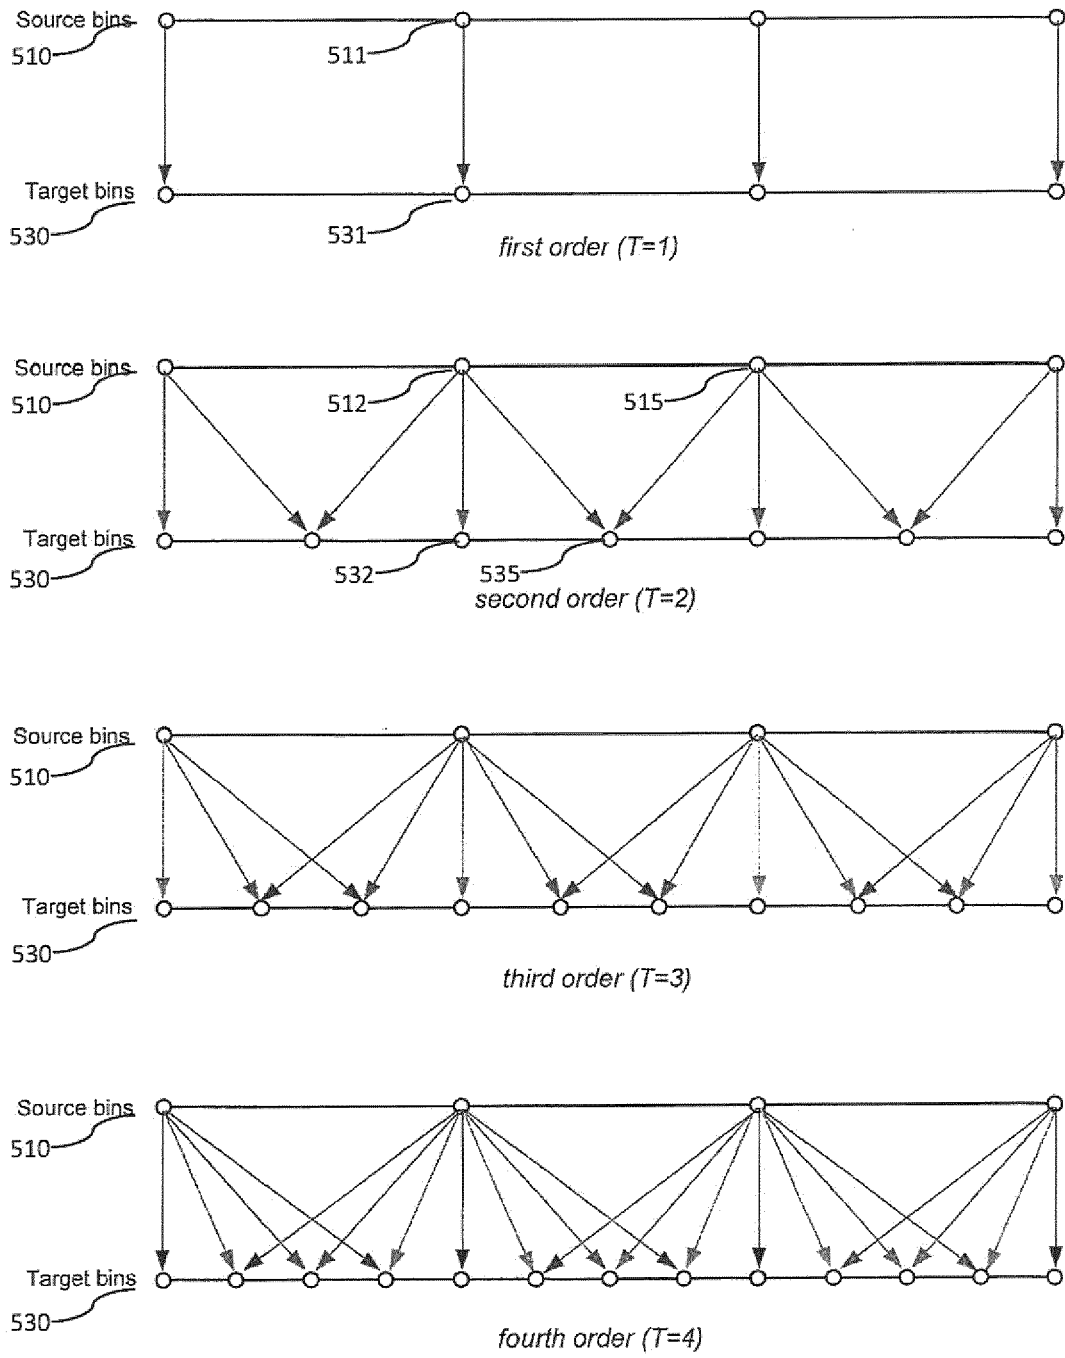 Source bins
510
511
Target bins
530
531
first order (T=1)
Source bins
510
512
515
Target bins
530
532
535
second order (T=2)
Source bins
510
Target bins
530
third order (T=3)
Source bins
510
Target bins
530
fourth order (T=4)